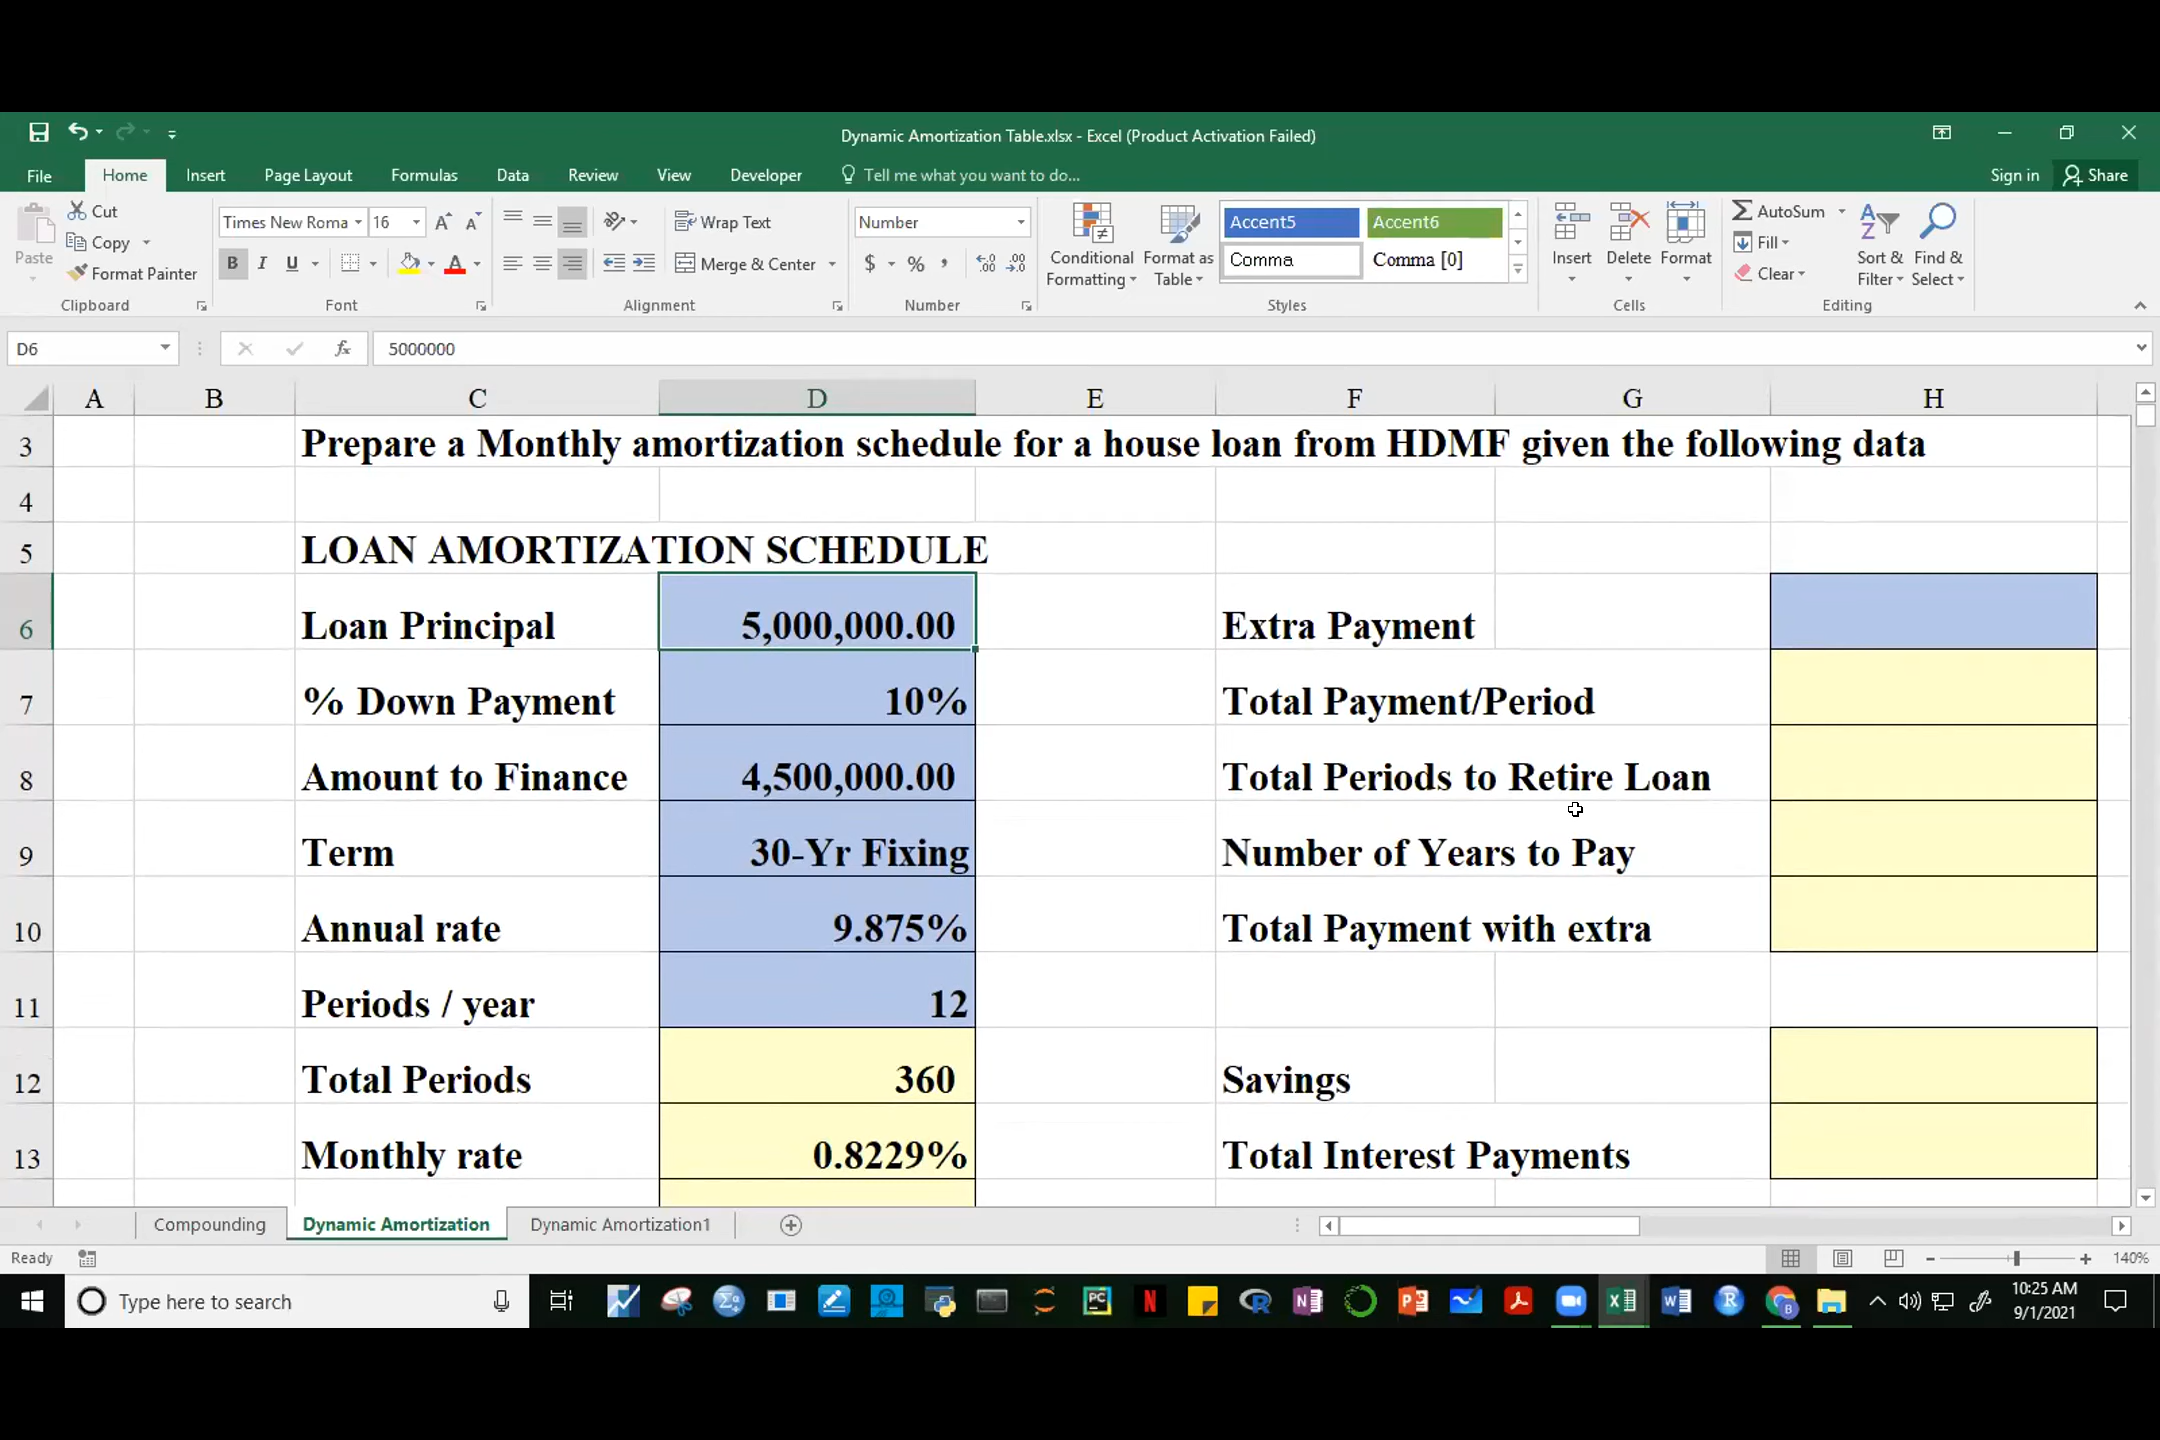 Dynamic Amortization Table.xlsx - Excel (Product Activation Failed)
File Home Insert Page Layout Formulas Data Review View Developer Tell me what you want to do... Sign in Share
Paste
Cut
Copy
Format Painter
Clipboard
Times New Roma 16
B I U A
Font
Wrap Text
Merge & Center
Alignment
Number
$ % ,
Number
Conditional Formatting
Format as Table
Accent5 Accent6
Comma Comma [0]
Styles
Insert Delete Format
Cells
AutoSum
Fill
Clear
Sort & Filter
Find & Select
Editing
D6 fx 5000000
A B C D E F G H
3 Prepare a Monthly amortization schedule for a house loan from HDMF given the following data
4
5 LOAN AMORTIZATION SCHEDULE
6 Loan Principal 5,000,000.00 Extra Payment
7 % Down Payment 10% Total Payment/Period
8 Amount to Finance 4,500,000.00 Total Periods to Retire Loan
9 Term 30-Yr Fixing Number of Years to Pay
10 Annual rate 9.875% Total Payment with extra
11 Periods / year 12
12 Total Periods 360 Savings
13 Monthly rate 0.8229% Total Interest Payments
Compounding Dynamic Amortization Dynamic Amortization1
Ready 140%
Type here to search
10:25 AM
9/1/2021